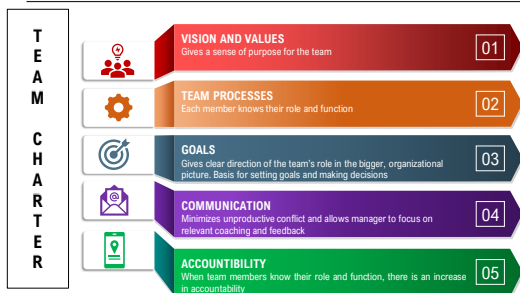 TEAM CHARTER
VISION AND VALUES
Gives a sense of purpose for the team
01
TEAM PROCESSES
Each member knows their role and function
02
GOALS
Gives clear direction of the team's role in the bigger, organizational
picture. Basis for setting goals and making decisions
03
COMMUNICATION
Minimizes unproductive conflict and allows manager to focus on
relevant coaching and feedback
04
ACCOUNTIBILITY
When team members know their role and function, there is an increase
in accountability
05